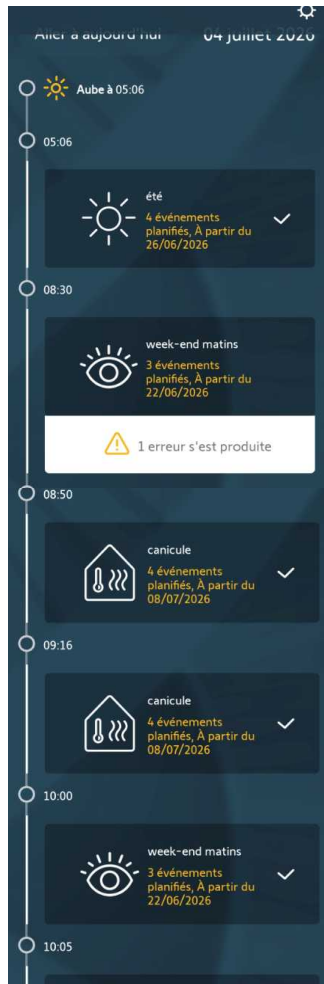 Aller à aujourd'hui 04 juillet 2026
Aube à 05:06
05:06
été
4 événements
planifiés, À partir du
26/06/2026
08:30
week-end matins
3 événements
planifiés, À partir du
22/06/2026
1 erreur s'est produite
08:50
canicule
4 événements
planifiés, À partir du
08/07/2026
09:16
canicule
4 événements
planifiés, À partir du
08/07/2026
10:00
week-end matins
3 événements
planifiés, À partir du
22/06/2026
10:05